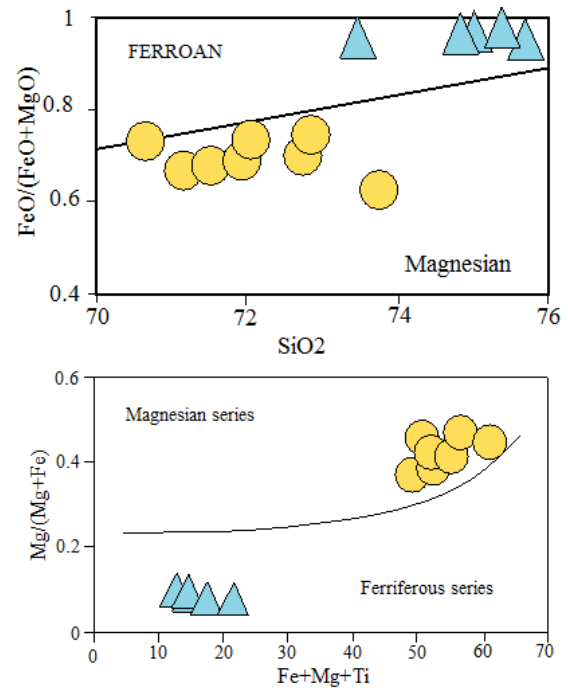 1
FERROAN
0.8
0.6
Magnesian
0.4
70
72
74
76
FeO/(FeO+MgO)
SiO2
0.6
Magnesian series
0.4
0.2
Ferriferous series
0
0
10
20
30
40
50
60
70
Mg/(Mg+Fe)
Fe+Mg+Ti